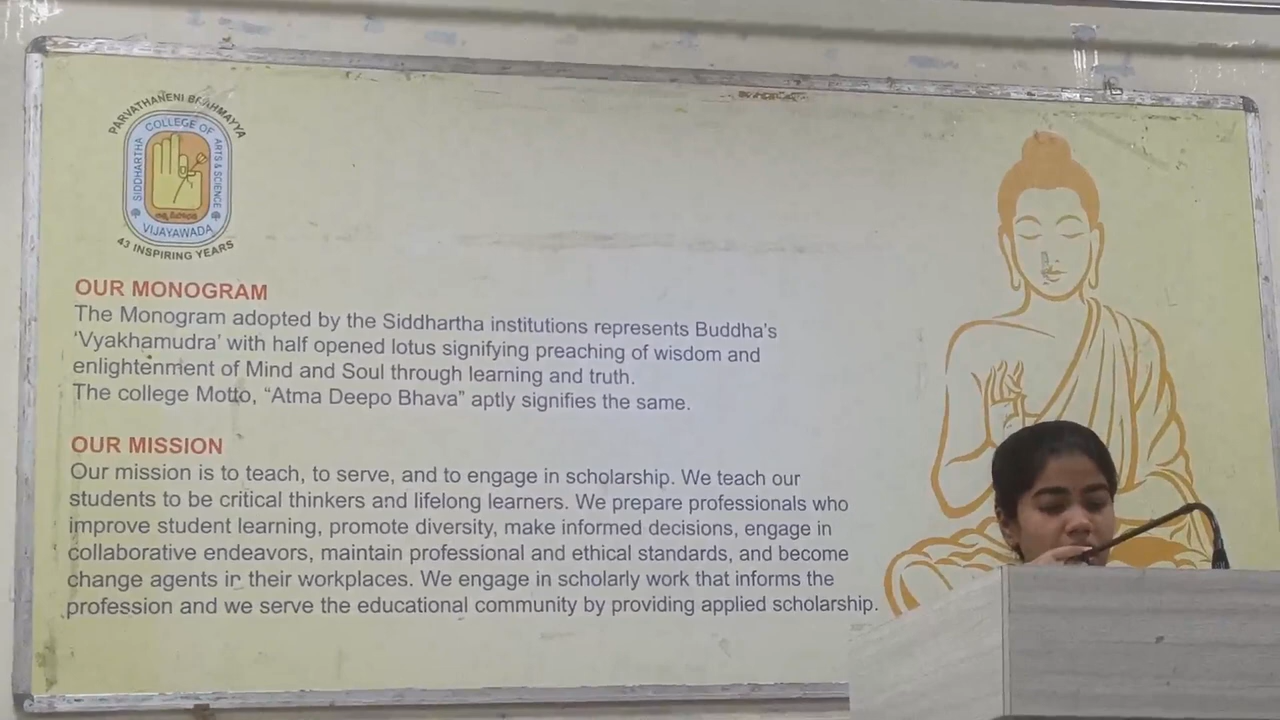 PARVATHANENI BRAHMAYYA
COLLEGE OF
SIDDHARTHA
ARTS & SCIENCE
VIJAYAWADA
43 INSPIRING YEARS
OUR MONOGRAM
The Monogram adopted by the Siddhartha institutions represents Buddha's
‘Vyakhamudra’ with half opened lotus signifying preaching of wisdom and
enlightenment of Mind and Soul through learning and truth.
The college Motto, “Atma Deepo Bhava” aptly signifies the same.
OUR MISSION
Our mission is to teach, to serve, and to engage in scholarship. We teach our
students to be critical thinkers and lifelong learners. We prepare professionals who
improve student learning, promote diversity, make informed decisions, engage in
collaborative endeavors, maintain professional and ethical standards, and become
change agents in their workplaces. We engage in scholarly work that informs the
profession and we serve the educational community by providing applied scholarship.